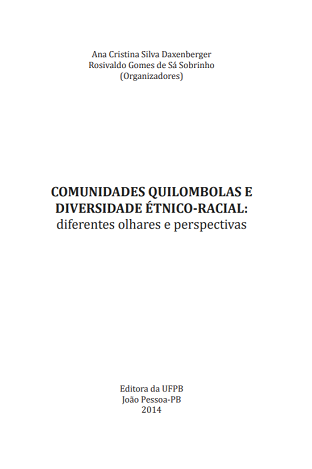 Ana Cristina Silva Daxenberger
Rosivaldo Gomes de Sá Sobrinho
(Organizadores)
COMUNIDADES QUILOMBOLAS E
DIVERSIDADE ÉTNICO-RACIAL:
diferentes olhares e perspectivas
Editora da UFPB
João Pessoa-PB
2014